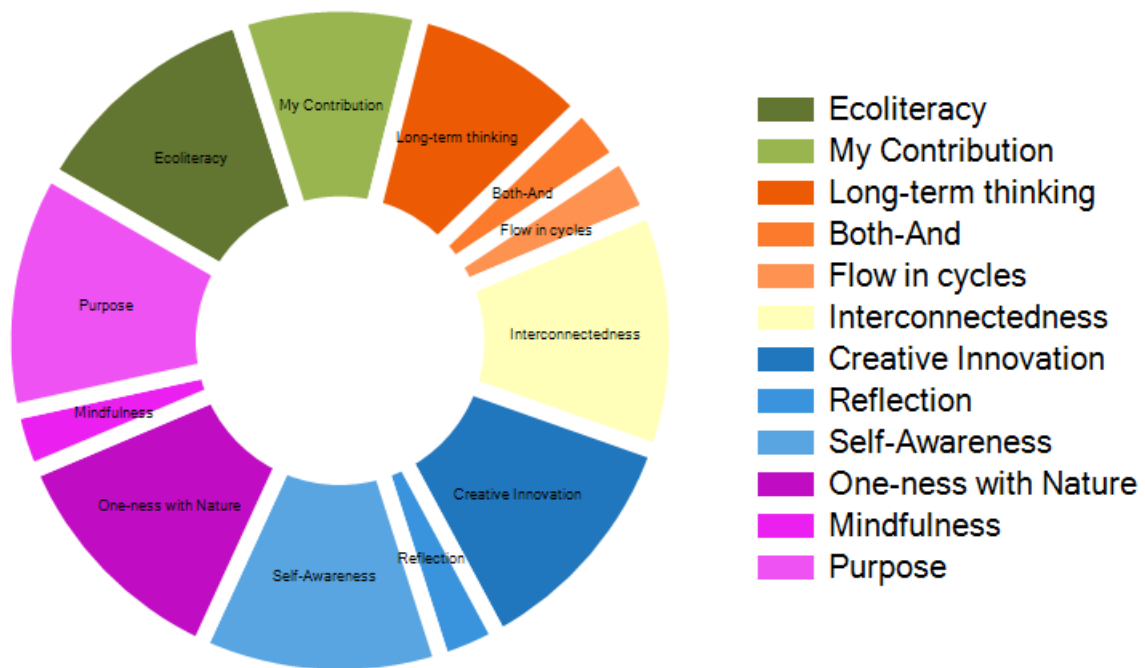 My Contribution
Long-term thinking
Ecoliteracy
Both-And
Flow in cycles
Purpose
Interconnectedness
Mindfulness
Creative Innovation
One-ness with Nature
Reflection
Self-Awareness
Ecoliteracy
My Contribution
Long-term thinking
Both-And
Flow in cycles
Interconnectedness
Creative Innovation
Reflection
Self-Awareness
One-ness with Nature
Mindfulness
Purpose